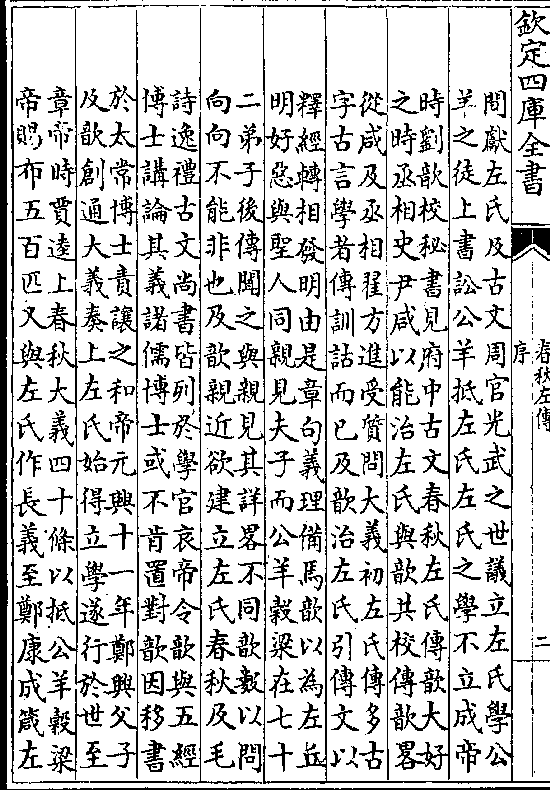 欽定四庫全書
春秋左傳
序
二
間獻左氏及古文周官光武之世議立左氏學公
羊之徒上書訟公羊抵左氏左氏之學不立成帝
時劉歆校秘書見府中古文春秋左氏傳歆大好
之時丞相史尹咸以能治左氏與歆共校傳歆畧
從咸及丞相翟方進受質問大義初左氏傳多古
字古言學者傳訓詁而已及歆治左氏引傳文以
釋經轉相發明由是章句義理備焉歆以為左丘
明好惡與聖人同親見夫子而公羊榖梁在七十
二弟子後傳聞之與親見其詳畧不同歆數以問
向向不能非也及歆親近欲建立左氏春秋及毛
詩逸禮古文尚書皆列於學官哀帝令歆與五經
博士講論其義諸儒博士或不肯置對歆因移書
於太常博士責讓之和帝元興十一年鄭興父子
及歆創通大義奏上左氏始得立學遂行於世至
章帝時賈逵上春秋大義四十條以抵公羊榖梁
帝賜布五百匹又與左氏作長義至鄭康成箴左